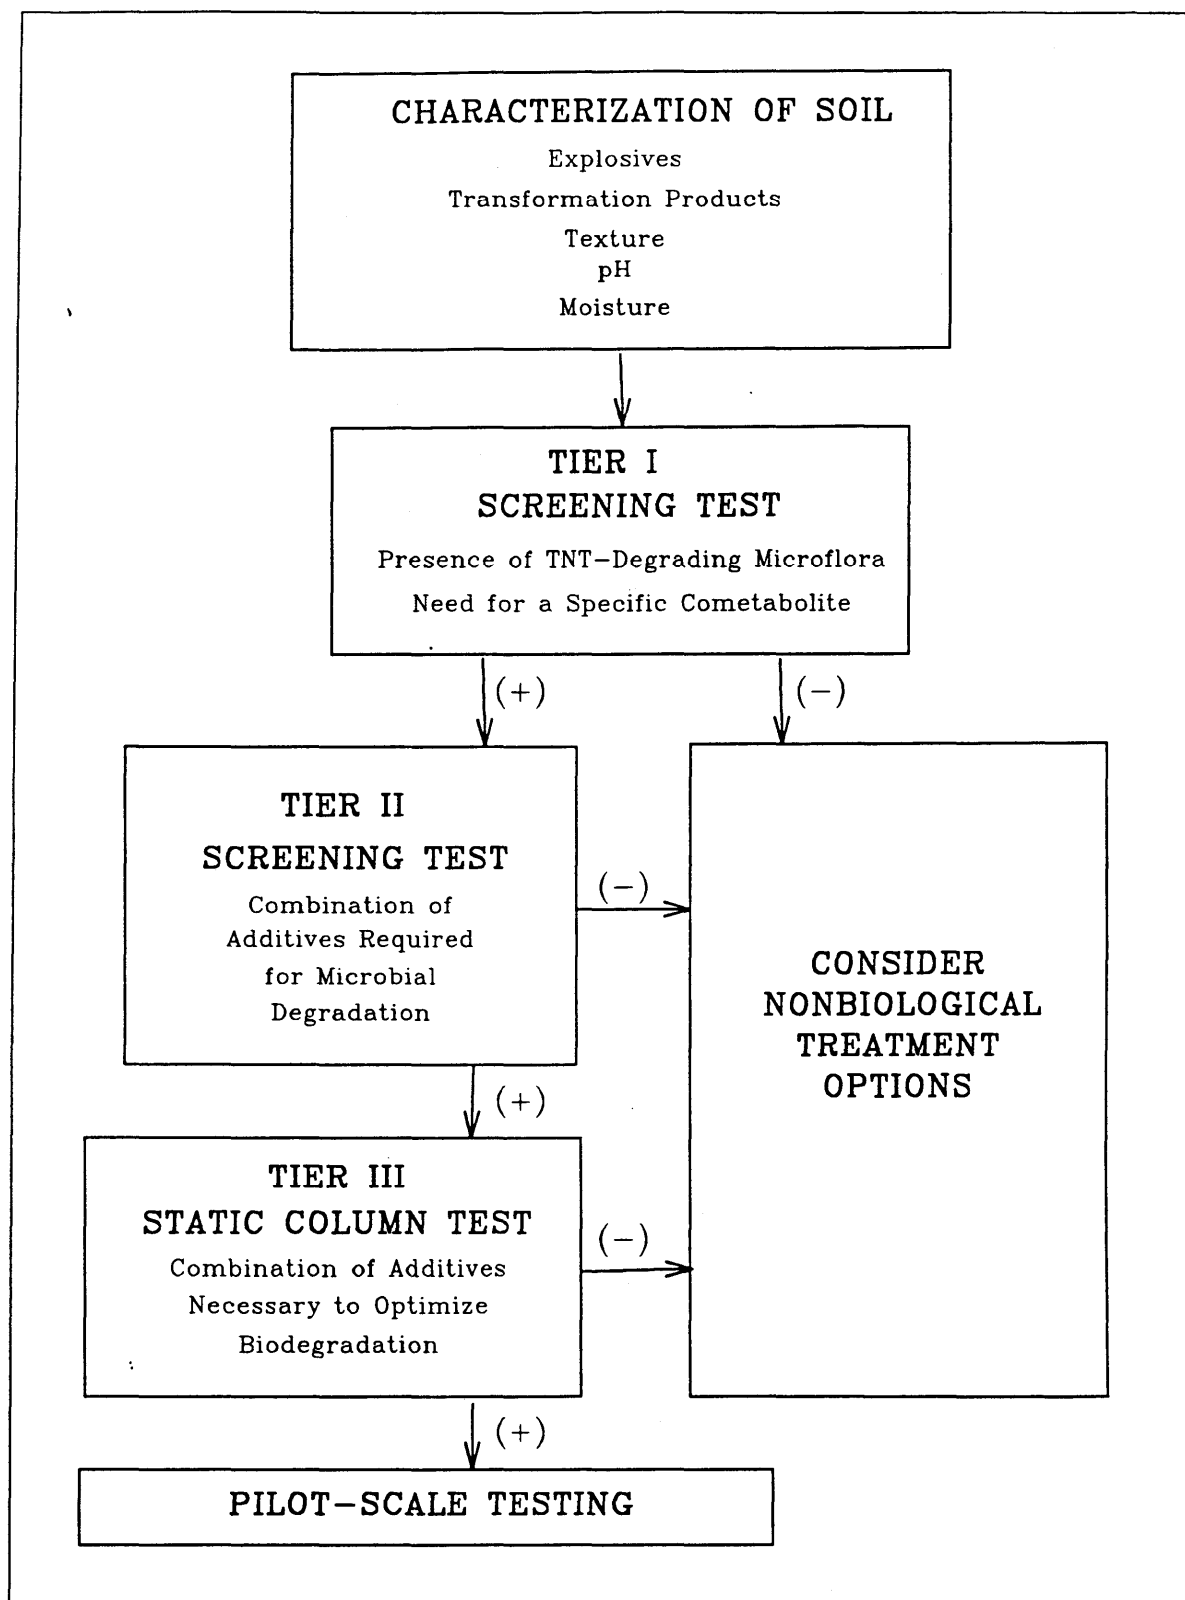 CHARACTERIZATION OF SOIL
Explosives
Transformation Products
Texture
pH
Moisture
TIER I
SCREENING TEST
Presence of TNT-Degrading Microflora
Need for a Specific Cometabolite
(+)
(-)
TIER II
SCREENING TEST
Combination of
Additives Required
for Microbial
Degradation
(-)
CONSIDER
NONBIOLOGICAL
TREATMENT
OPTIONS
(+)
TIER III
STATIC COLUMN TEST
Combination of Additives
Necessary to Optimize
Biodegradation
(-)
(+)
PILOT-SCALE TESTING